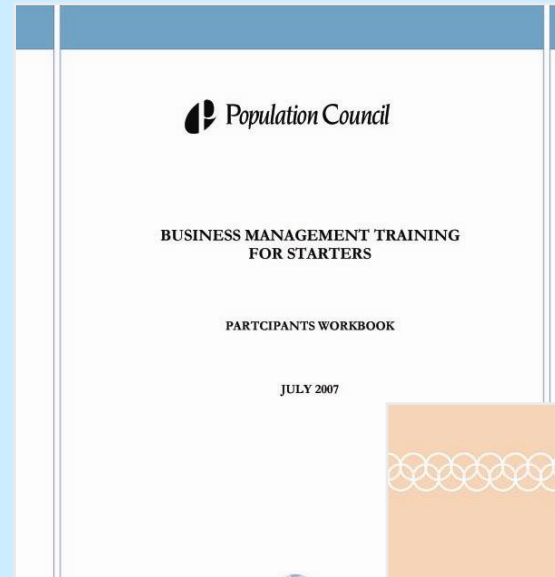 Population Council
BUSINESS MANAGEMENT TRAINING
FOR STARTERS
PARTCIPANTS WORKBOOK
JULY 2007